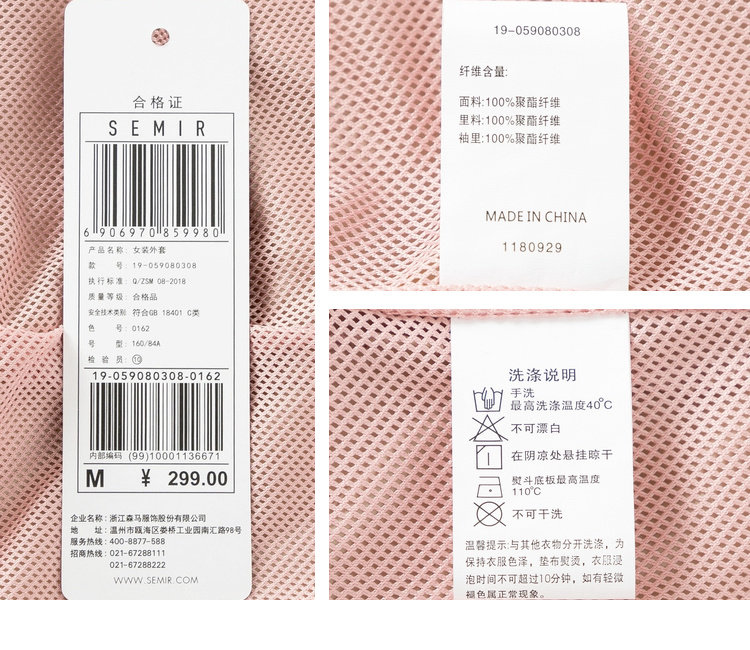 合格证
SEMIR
6 906970 859980
产品名称: 女装外套
款 号: 19-059080308
执行标准: Q/ZSM 08-2018
质量等级: 合格品
安全技术类别: 符合GB 18401 C类
色 号: 0162
号 型: 160/84A
检 验 员: 10
19-059080308-0162
内部编码 (99)10001136671
M ¥ 299.00
企业名称: 浙江森马服饰股份有限公司
地 址: 温州市瓯海区娄桥工业园南汇路98号
服务热线: 400-8877-588
招商热线: 021-67288111
021-67288222
WWW.SEMIR.COM
19-059080308
纤维含量:
面料:100%聚酯纤维
里料:100%聚酯纤维
袖里:100%聚酯纤维
MADE IN CHINA
1180929
洗涤说明
手洗
最高洗涤温度40℃
不可漂白
在阴凉处悬挂晾干
熨斗底板最高温度
110℃
不可干洗
温馨提示:与其他衣物分开洗涤，为
保持衣服色泽，垫布熨烫，衣服浸
泡时间不可超过10分钟，如有轻微
褪色属正常现象。